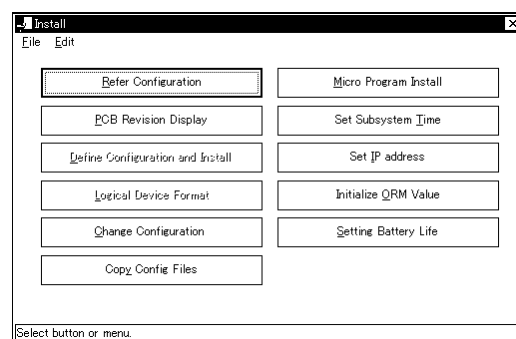 Install
File Edit
Refer Configuration
Micro Program Install
PCB Revision Display
Set Subsystem Time
Define Configuration and Install
Set IP address
Logical Device Format
Initialize ORM Value
Change Configuration
Setting Battery Life
Copy Config Files
Select button or menu.